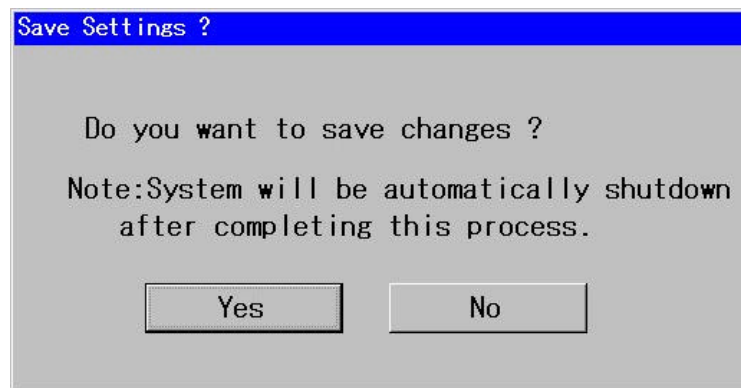 Save Settings ?
Do you want to save changes ?
Note:System will be automatically shutdown
after completing this process.
Yes
No